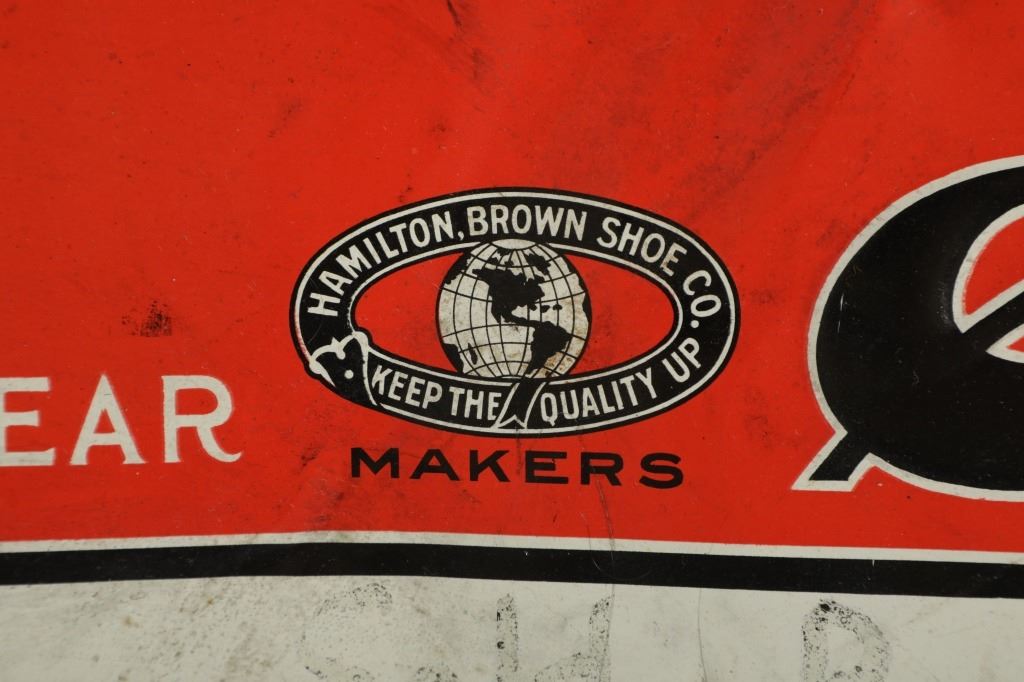 HAMILTON, BROWN SHOE CO.
KEEP THE QUALITY UP
EAR
MAKERS